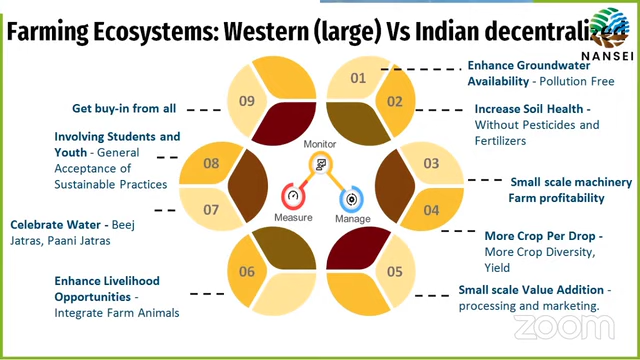 Farming Ecosystems: Western (large) Vs Indian decentraliz
NANSEI
01
Enhance Groundwater
Availability - Pollution Free
02
Increase Soil Health -
Without Pesticides and
Fertilizers
03
Small scale machinery
Farm profitability
04
More Crop Per Drop -
More Crop Diversity,
Yield
05
Small scale Value Addition -
processing and marketing.
06
Enhance Livelihood
Opportunities -
Integrate Farm Animals
07
Celebrate Water - Beej
Jatras, Paani Jatras
08
Involving Students and
Youth - General
Acceptance of
Sustainable Practices
09
Get buy-in from all
Monitor
Measure
Manage
zoom